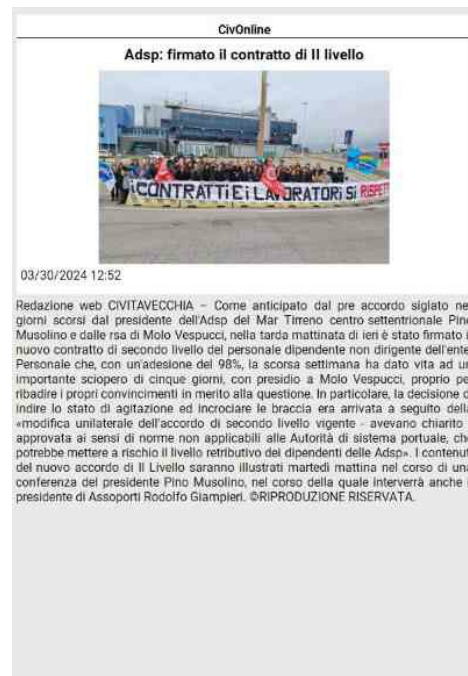 CivOnline
Adsp: firmato il contratto di II livello
i CONTRATTI E i LAVORATORI SI RISPETT
03/30/2024 12:52
Redazione web CIVITAVECCHIA – Come anticipato dal pre accordo siglato ne
giorni scorsi dal presidente dell'Adsp del Mar Tirreno centro settentrionale Pino
Musolino e dalle rsa di Molo Vespucci, nella tarda mattinata di ieri è stato firmato i
nuovo contratto di secondo livello del personale dipendente non dirigente dell'ente
Personale che, con un'adesione del 98%, la scorsa settimana ha dato vita ad un
importante sciopero di cinque giorni, con presidio a Molo Vespucci, proprio pe
ribadire i propri convincimenti in merito alla questione. In particolare, la decisione d
indire lo stato di agitazione ed incrociare le braccia era arrivata a seguito della
«modifica unilaterale dell'accordo di secondo livello vigente - avevano chiarito
approvata ai sensi di norme non applicabili alle Autorità di sistema portuale, che
potrebbe mettere a rischio il livello retributivo dei dipendenti delle Adsp». I contenut
del nuovo accordo di II Livello saranno illustrati martedì mattina nel corso di una
conferenza del presidente Pino Musolino, nel corso della quale interverrà anche i
presidente di Assoporti Rodolfo Giampieri. ©RIPRODUZIONE RISERVATA.